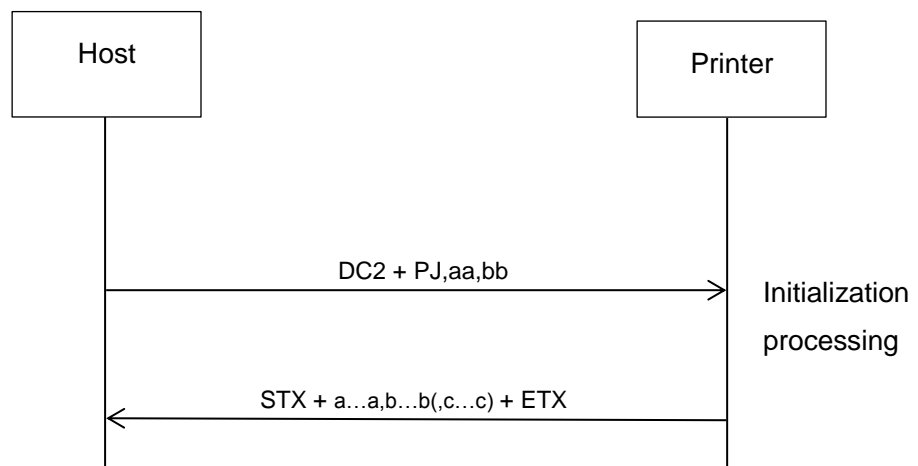 Host
Printer
DC2 + PJ,aa,bb
Initialization
processing
STX + a…a,b…b(,c…c) + ETX